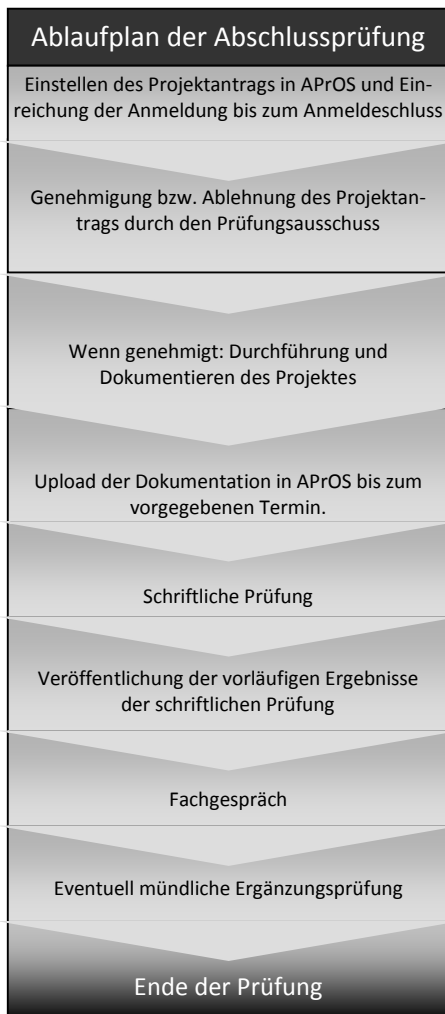 Ablaufplan der Abschlussprüfung
Einstellen des Projektantrags in APrOS und Ein-
reichung der Anmeldung bis zum Anmeldeschluss
Genehmigung bzw. Ablehnung des Projektan-
trags durch den Prüfungsausschuss
Wenn genehmigt: Durchführung und
Dokumentieren des Projektes
Upload der Dokumentation in APrOS bis zum
vorgegebenen Termin.
Schriftliche Prüfung
Veröffentlichung der vorläufigen Ergebnisse
der schriftlichen Prüfung
Fachgespräch
Eventuell mündliche Ergänzungsprüfung
Ende der Prüfung